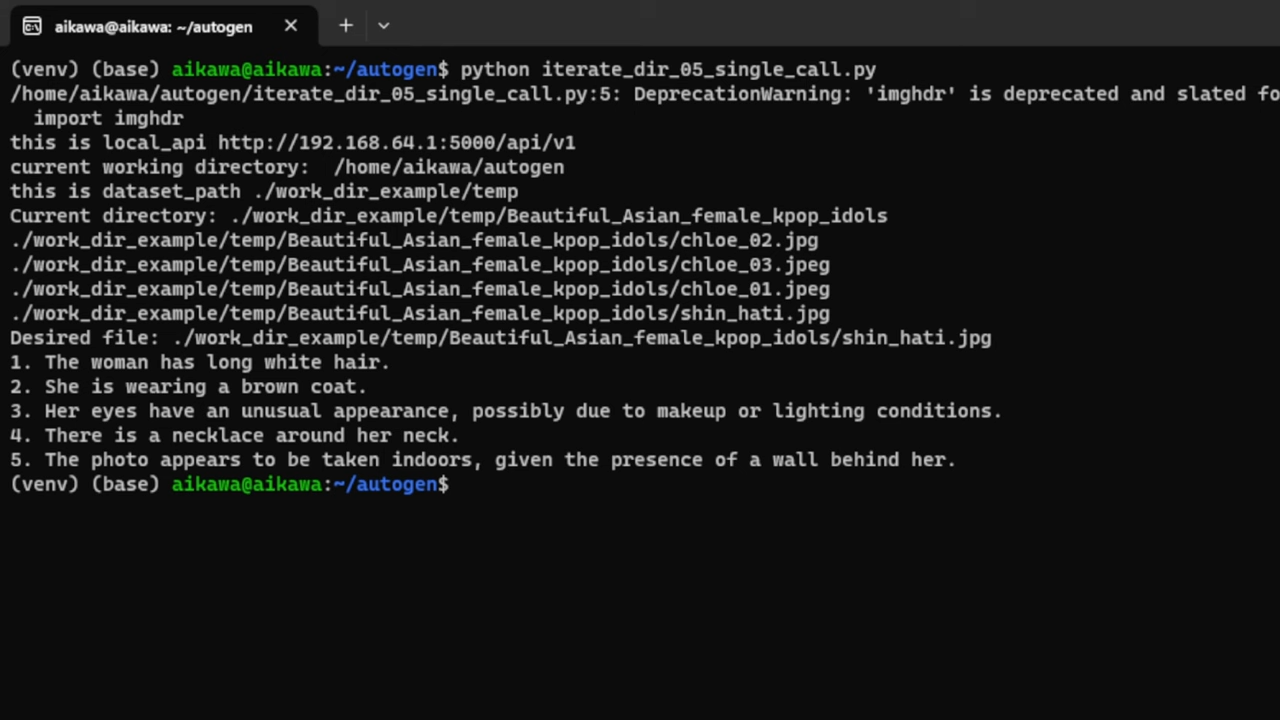 aikawa@aikawa: ~/autogen
(venv) (base) aikawa@aikawa:~/autogen$ python iterate_dir_05_single_call.py
/home/aikawa/autogen/iterate_dir_05_single_call.py:5: DeprecationWarning: 'imghdr' is deprecated and slated fo
import imghdr
this is local_api http://192.168.64.1:5000/api/v1
current working directory:  /home/aikawa/autogen
this is dataset_path ./work_dir_example/temp
Current directory: ./work_dir_example/temp/Beautiful_Asian_female_kpop_idols
./work_dir_example/temp/Beautiful_Asian_female_kpop_idols/chloe_02.jpg
./work_dir_example/temp/Beautiful_Asian_female_kpop_idols/chloe_03.jpeg
./work_dir_example/temp/Beautiful_Asian_female_kpop_idols/chloe_01.jpeg
./work_dir_example/temp/Beautiful_Asian_female_kpop_idols/shin_hati.jpg
Desired file: ./work_dir_example/temp/Beautiful_Asian_female_kpop_idols/shin_hati.jpg
1. The woman has long white hair.
2. She is wearing a brown coat.
3. Her eyes have an unusual appearance, possibly due to makeup or lighting conditions.
4. There is a necklace around her neck.
5. The photo appears to be taken indoors, given the presence of a wall behind her.
(venv) (base) aikawa@aikawa:~/autogen$